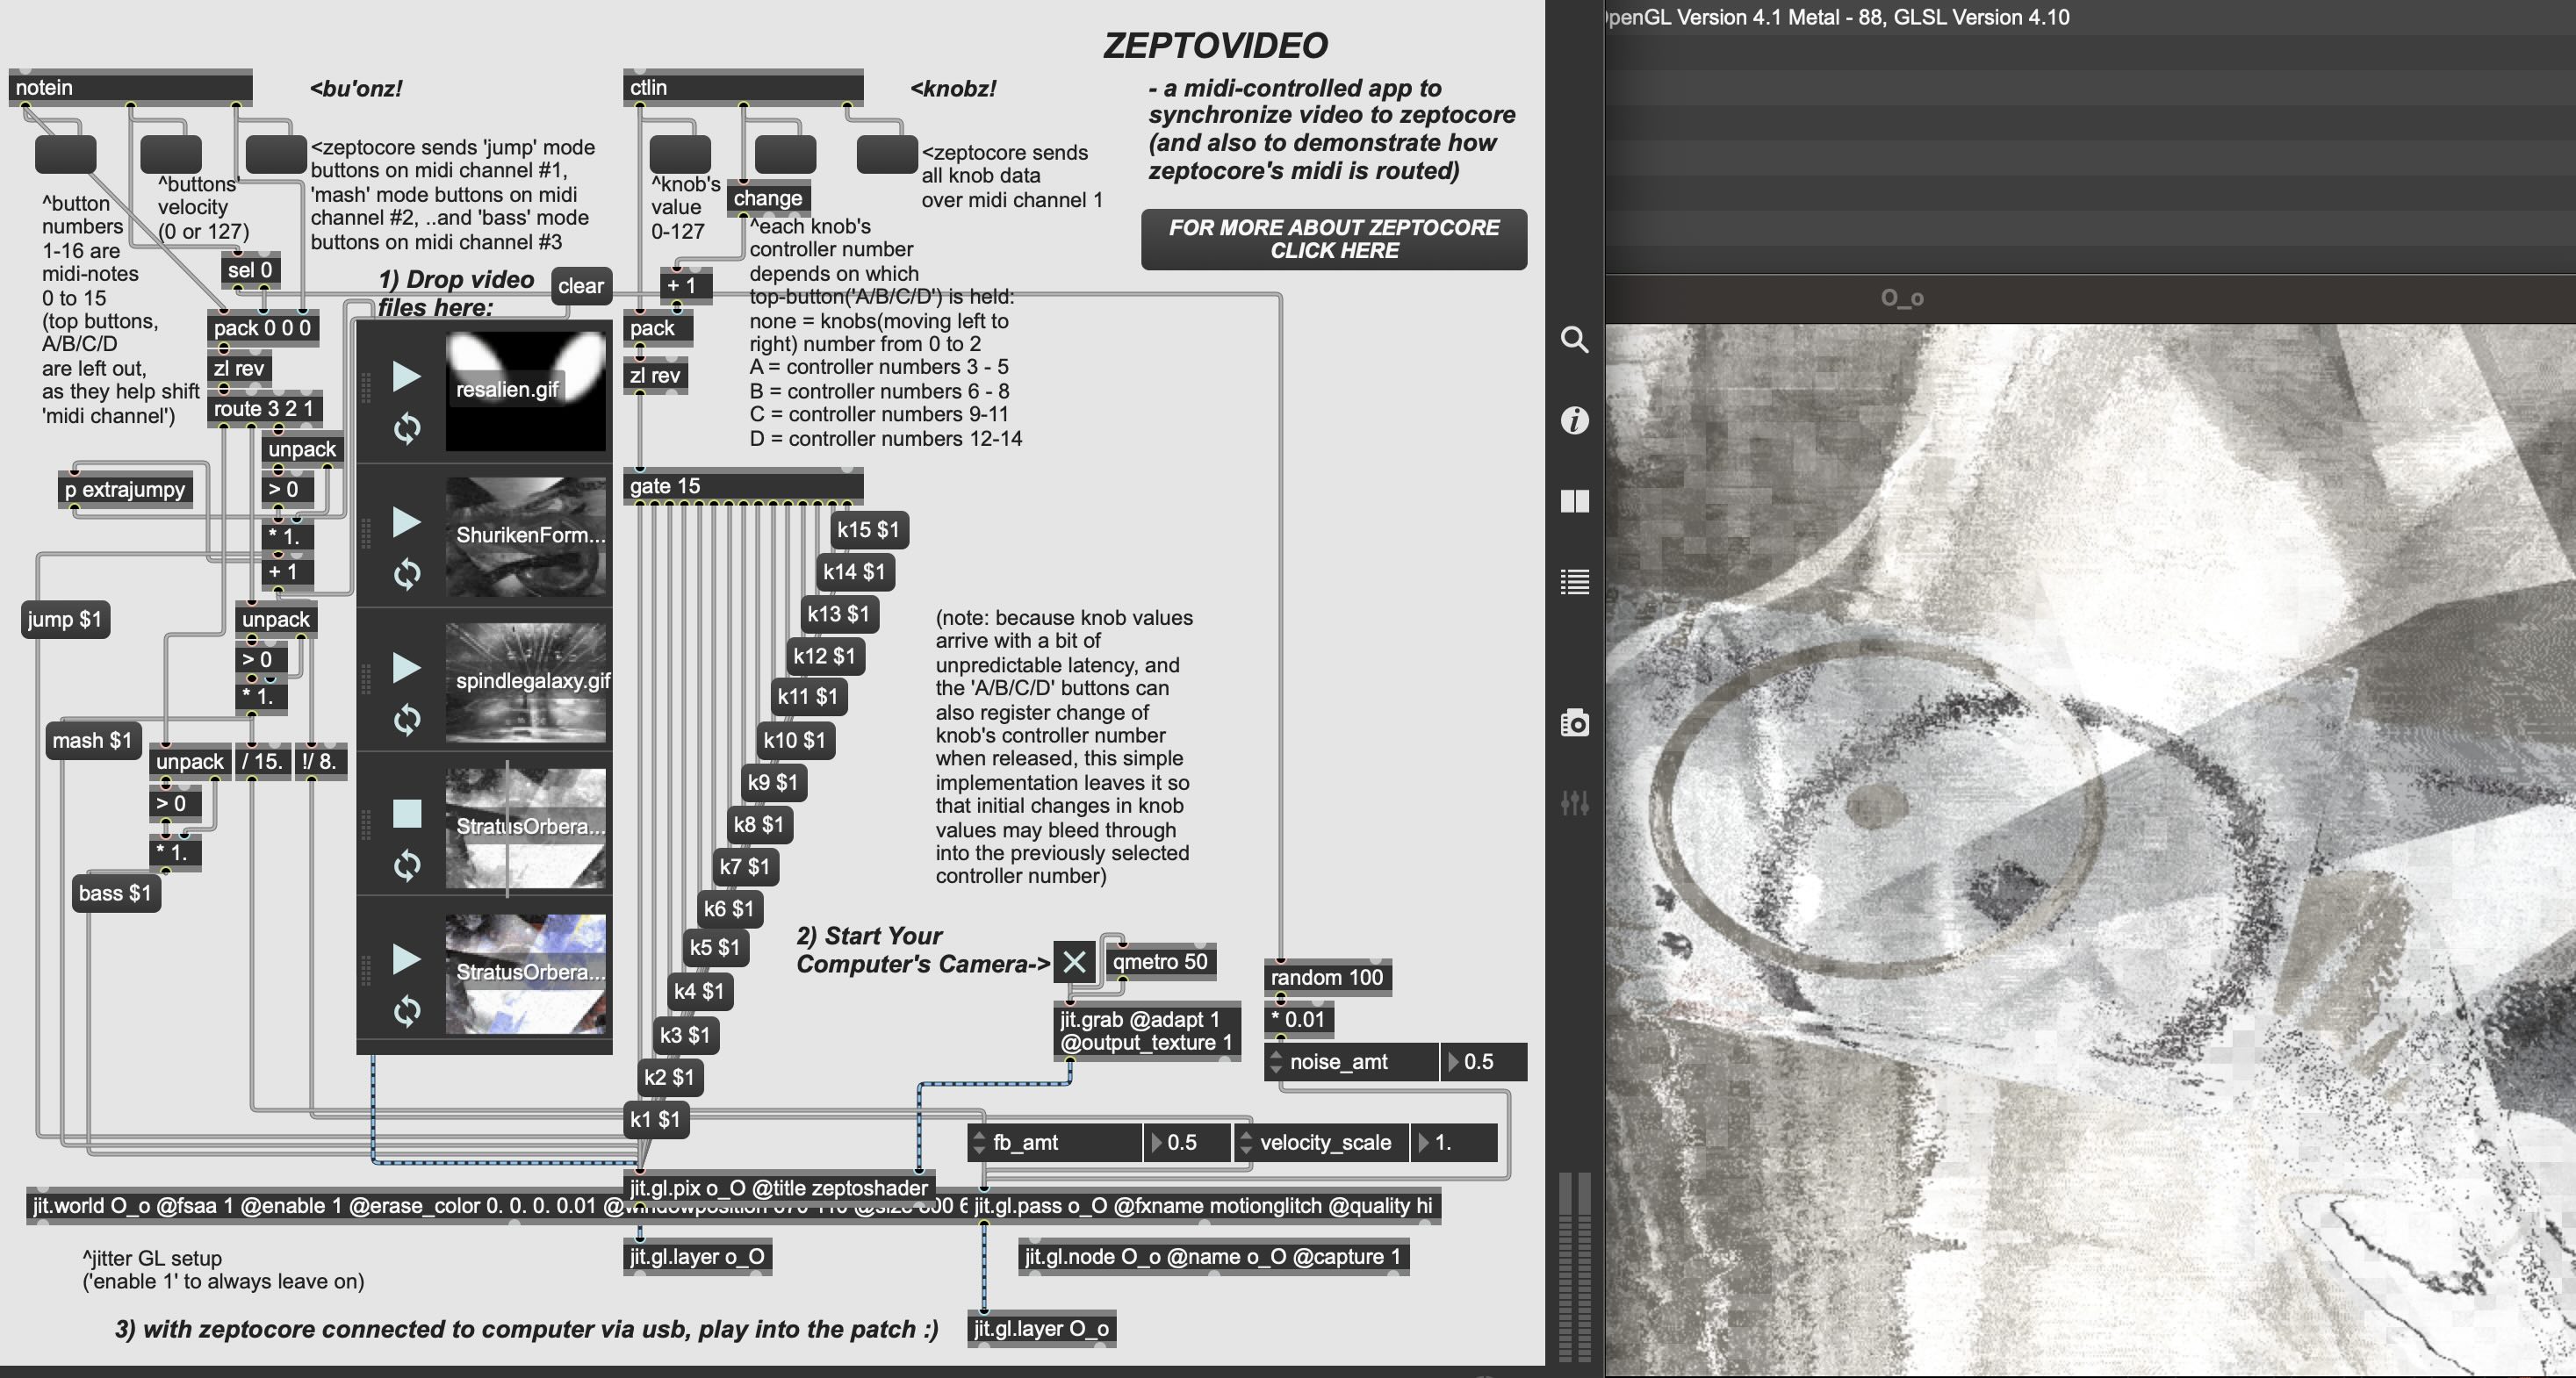 OpenGL Version 4.1 Metal - 88, GLSL Version 4.10
ZEPTOVIDEO
- a midi-controlled app to
synchronize video to zeptocore
(and also to demonstrate how
zeptocore's midi is routed)
FOR MORE ABOUT ZEPTOCORE
CLICK HERE
notein
<bu'onz!
<zeptocore sends 'jump' mode
buttons on midi channel #1,
'mash' mode buttons on midi
channel #2, ..and 'bass' mode
buttons on midi channel #3
^button
numbers
1-16 are
midi-notes
0 to 15
(top buttons,
A/B/C/D
are left out,
as they help shift
'midi channel')
^buttons'
velocity
(0 or 127)
sel 0
pack 0 0 0
zl rev
route 3 2 1
unpack
> 0
* 1.
+ 1
p extrajumpy
jump $1
unpack
> 0
* 1.
mash $1
unpack
/ 15.
!/ 8.
> 0
* 1.
bass $1
1) Drop video
files here:
clear
resalien.gif
ShurikenForm...
spindlegalaxy.gif
StratusOrbera...
StratusOrbera...
ctlin
<knobz!
<zeptocore sends
all knob data
over midi channel 1
^knob's
value
0-127
change
^each knob's
controller number
depends on which
top-button('A/B/C/D') is held:
none = knobs(moving left to
right) number from 0 to 2
A = controller numbers 3 - 5
B = controller numbers 6 - 8
C = controller numbers 9-11
D = controller numbers 12-14
+ 1
pack
zl rev
gate 15
k15 $1
k14 $1
k13 $1
k12 $1
k11 $1
k10 $1
k9 $1
k8 $1
k7 $1
k6 $1
k5 $1
k4 $1
k3 $1
k2 $1
k1 $1
(note: because knob values
arrive with a bit of
unpredictable latency, and
the 'A/B/C/D' buttons can
also register change of
knob's controller number
when released, this simple
implementation leaves it so
that initial changes in knob
values may bleed through
into the previously selected
controller number)
2) Start Your
Computer's Camera->
qmetro 50
jit.grab @adapt 1
@output_texture 1
random 100
* 0.01
noise_amt 0.5
fb_amt 0.5
velocity_scale 1.
jit.gl.pix o_O @title zeptoshader
jit.world O_o @fsaa 1 @enable 1 @erase_color 0. 0. 0. 0.01
jit.gl.pass o_O @fxname motionglitch @quality hi
jit.gl.layer o_O
jit.gl.node O_o @name o_O @capture 1
^jitter GL setup
('enable 1' to always leave on)
3) with zeptocore connected to computer via usb, play into the patch :)
jit.gl.layer O_o
O_o